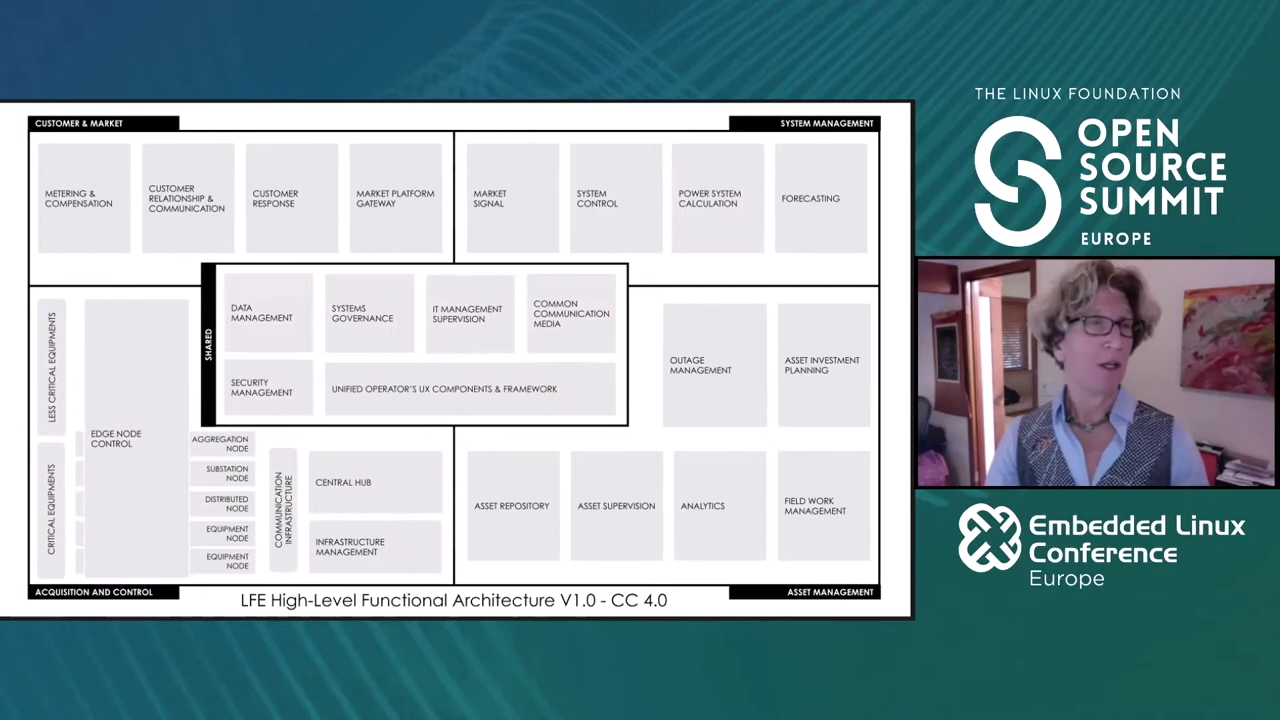 CUSTOMER & MARKET
SYSTEM MANAGEMENT
METERING &
COMPENSATION
CUSTOMER
RELATIONSHIP &
COMMUNICATION
CUSTOMER
RESPONSE
MARKET PLATFORM
GATEWAY
MARKET
SIGNAL
SYSTEM
CONTROL
POWER SYSTEM
CALCULATION
FORECASTING
SHARED
DATA
MANAGEMENT
SYSTEMS
GOVERNANCE
IT MANAGEMENT
SUPERVISION
COMMON
COMMUNICATION
MEDIA
SECURITY
MANAGEMENT
UNIFIED OPERATOR'S UX COMPONENTS & FRAMEWORK
OUTAGE
MANAGEMENT
ASSET INVESTMENT
PLANNING
LESS CRITICAL EQUIPMENTS
CRITICAL EQUIPMENTS
EDGE NODE
CONTROL
AGGREGATION
NODE
SUBSTATION
NODE
DISTRIBUTED
NODE
EQUIPMENT
NODE
EQUIPMENT
NODE
COMMUNICATION
INFRASTRUCTURE
CENTRAL HUB
INFRASTRUCTURE
MANAGEMENT
ASSET REPOSITORY
ASSET SUPERVISION
ANALYTICS
FIELD WORK
MANAGEMENT
ACQUISITION AND CONTROL
ASSET MANAGEMENT
LFE High-Level Functional Architecture V1.0 - CC 4.0
THE LINUX FOUNDATION
OPEN
SOURCE
SUMMIT
EUROPE
Embedded Linux
Conference
Europe